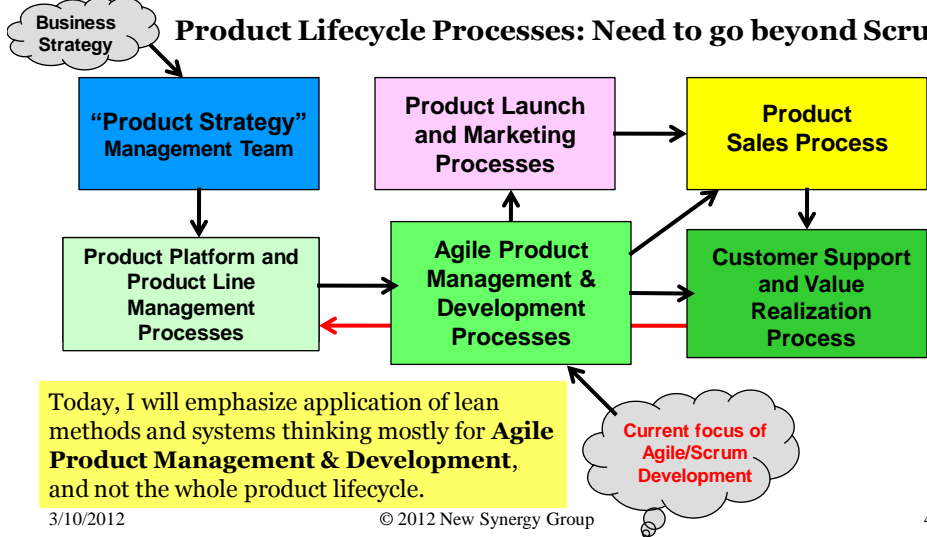 Business
Strategy
Product Lifecycle Processes: Need to go beyond Scru
“Product Strategy”
Management Team
Product Launch
and Marketing
Processes
Product
Sales Process
Product Platform and
Product Line
Management
Processes
Agile Product
Management &
Development
Processes
Customer Support
and Value
Realization
Process
Today, I will emphasize application of lean
methods and systems thinking mostly for Agile
Product Management & Development,
and not the whole product lifecycle.
Current focus of
Agile/Scrum
Development
3/10/2012
© 2012 New Synergy Group
4